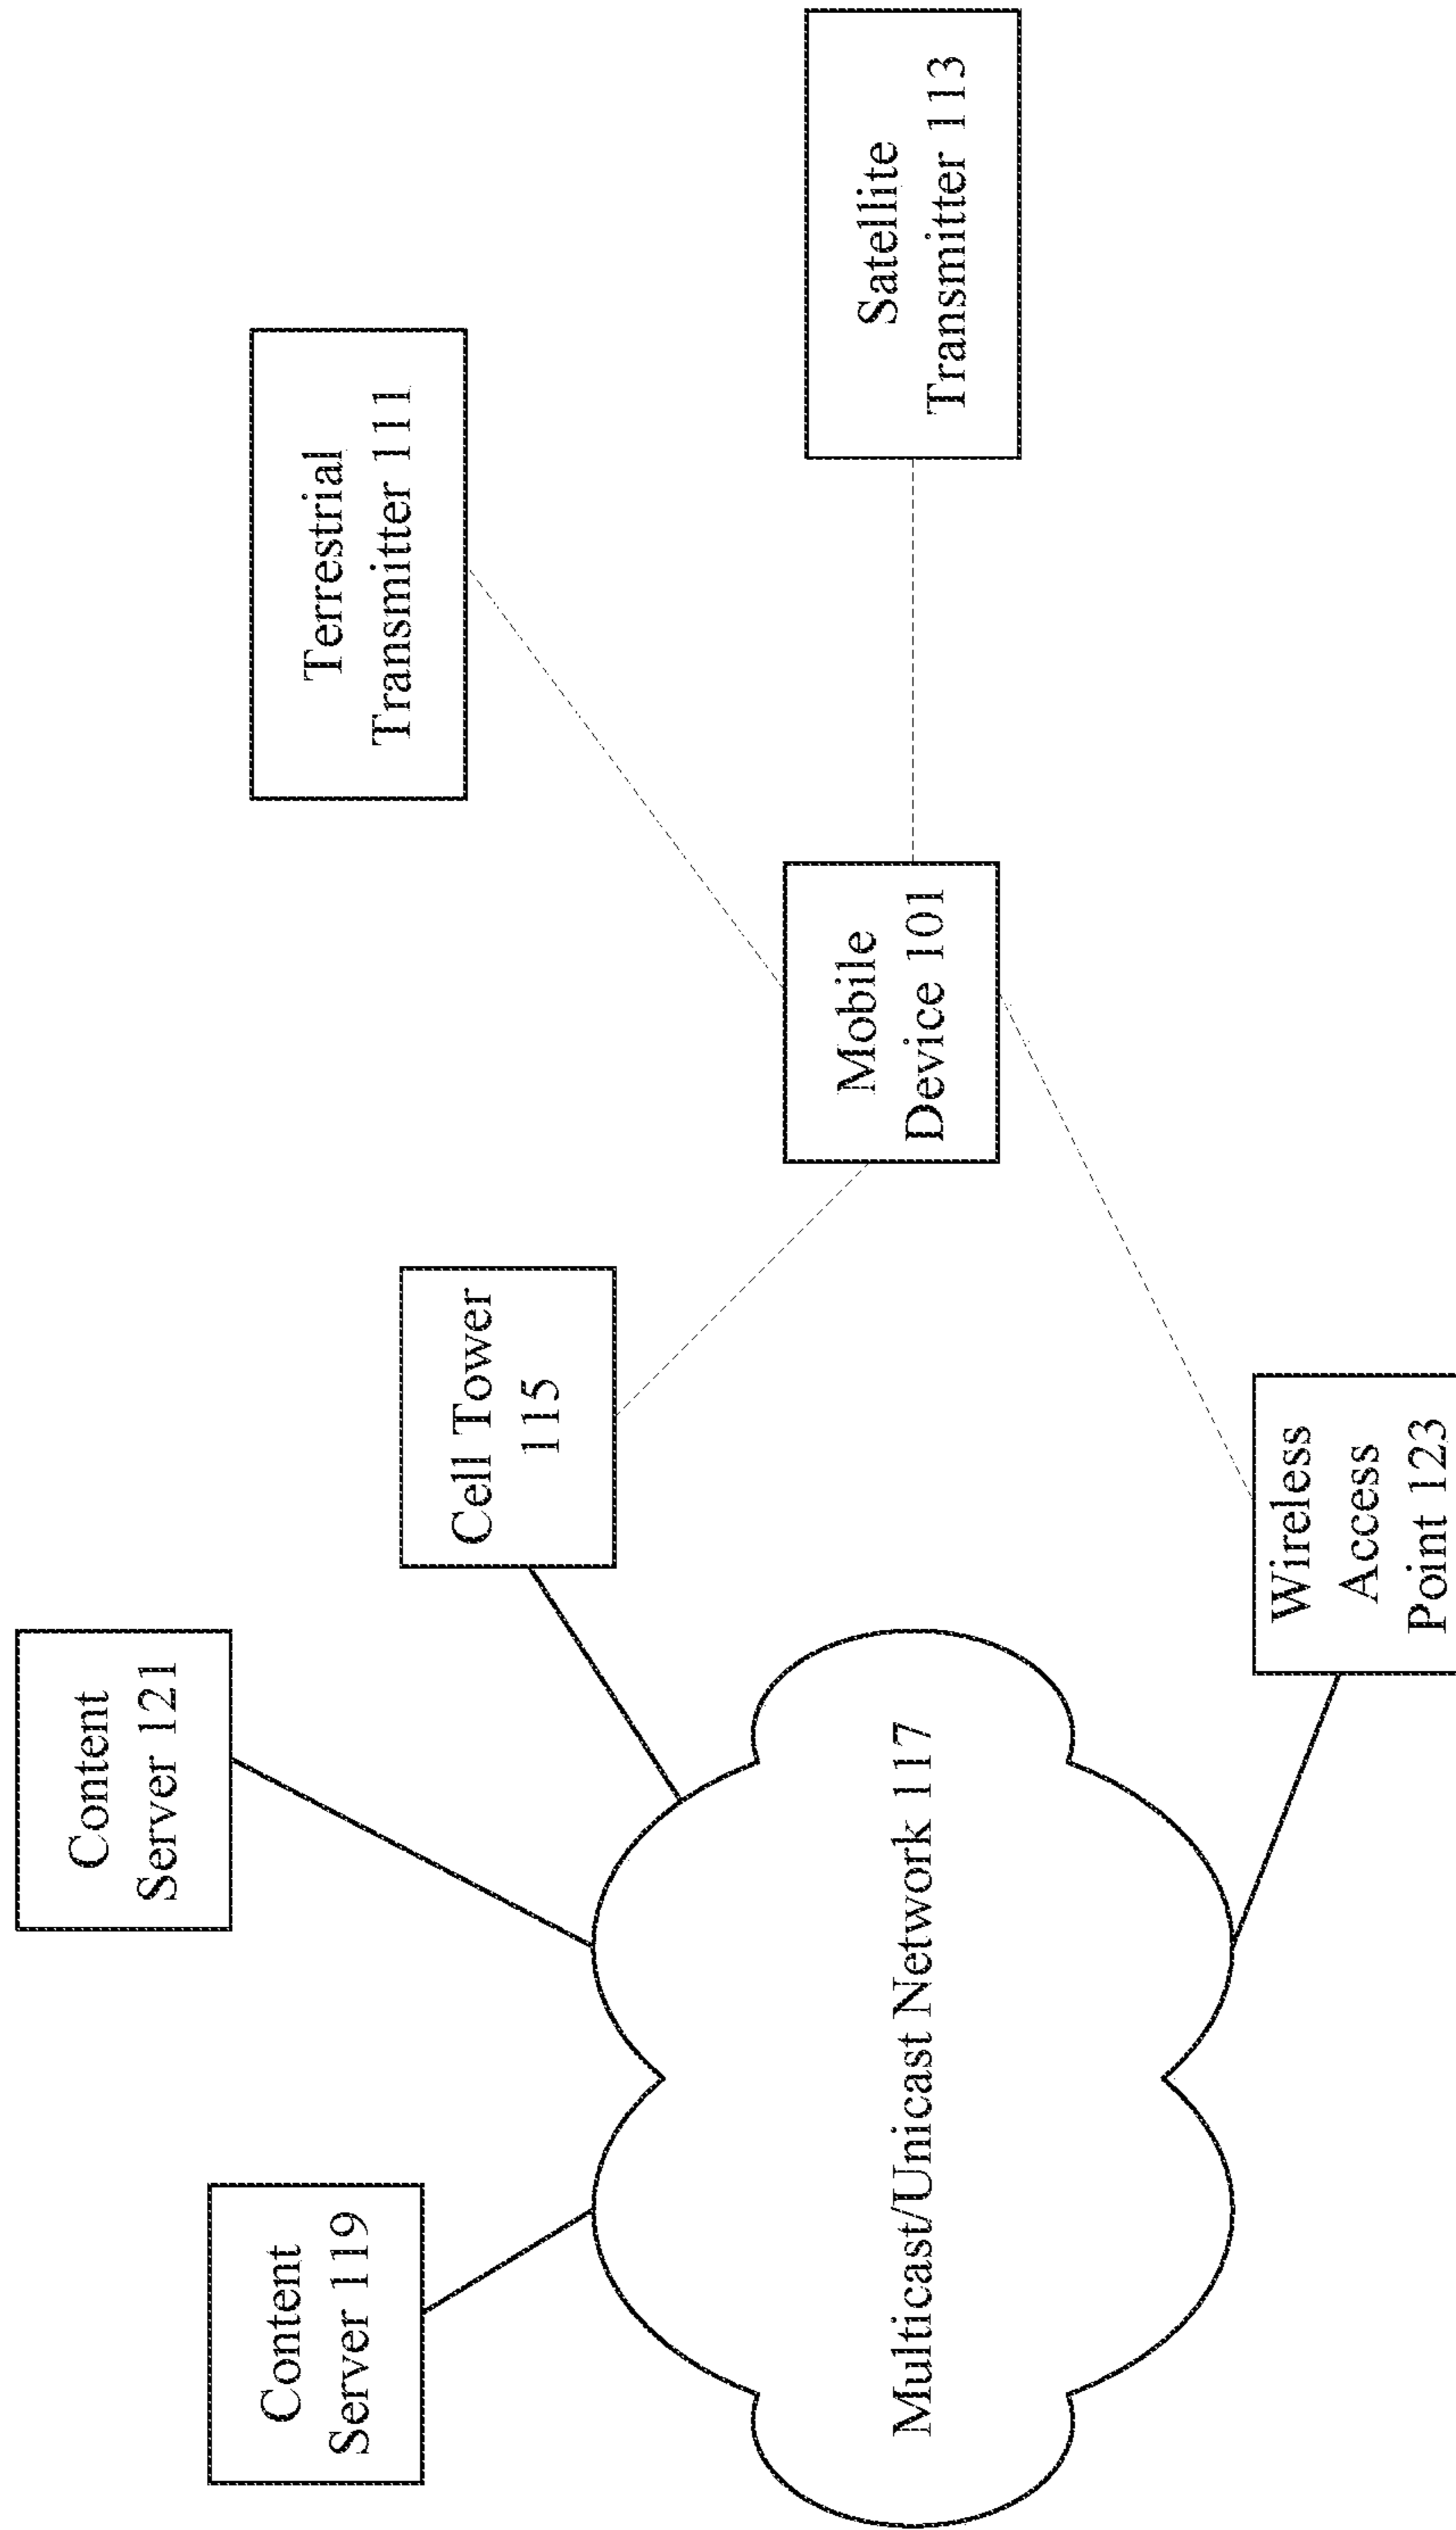 Content
Server 119
Content
Server 121
Cell Tower
115
Terrestrial
Transmitter 111
Multicast/Unicast Network 117
Mobile
Device 101
Satellite
Transmitter 113
Wireless
Access
Point 123